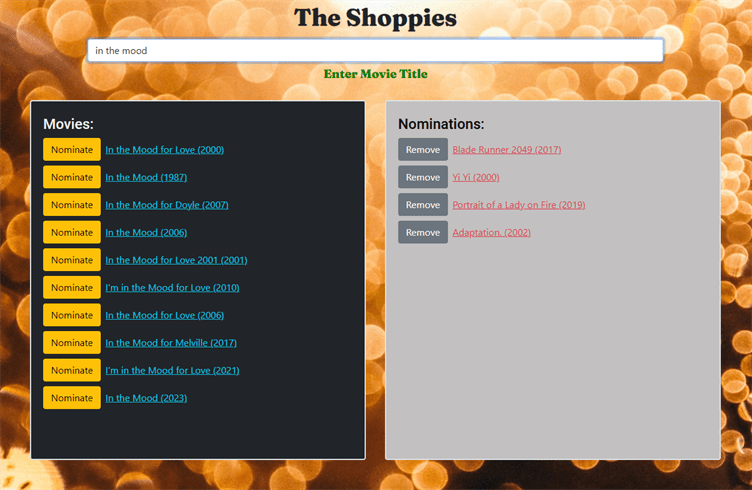 The Shoppies
in the mood
Enter Movie Title
Movies:
Nominate In the Mood for Love (2000)
Nominate In the Mood (1987)
Nominate In the Mood for Doyle (2007)
Nominate In the Mood (2006)
Nominate In the Mood for Love 2001 (2001)
Nominate I'm in the Mood for Love (2010)
Nominate In the Mood for Love (2006)
Nominate In the Mood for Melville (2017)
Nominate I'm in the Mood for Love (2021)
Nominate In the Mood (2023)
Nominations:
Remove Blade Runner 2049 (2017)
Remove Yi Yi (2000)
Remove Portrait of a Lady on Fire (2019)
Remove Adaptation. (2002)